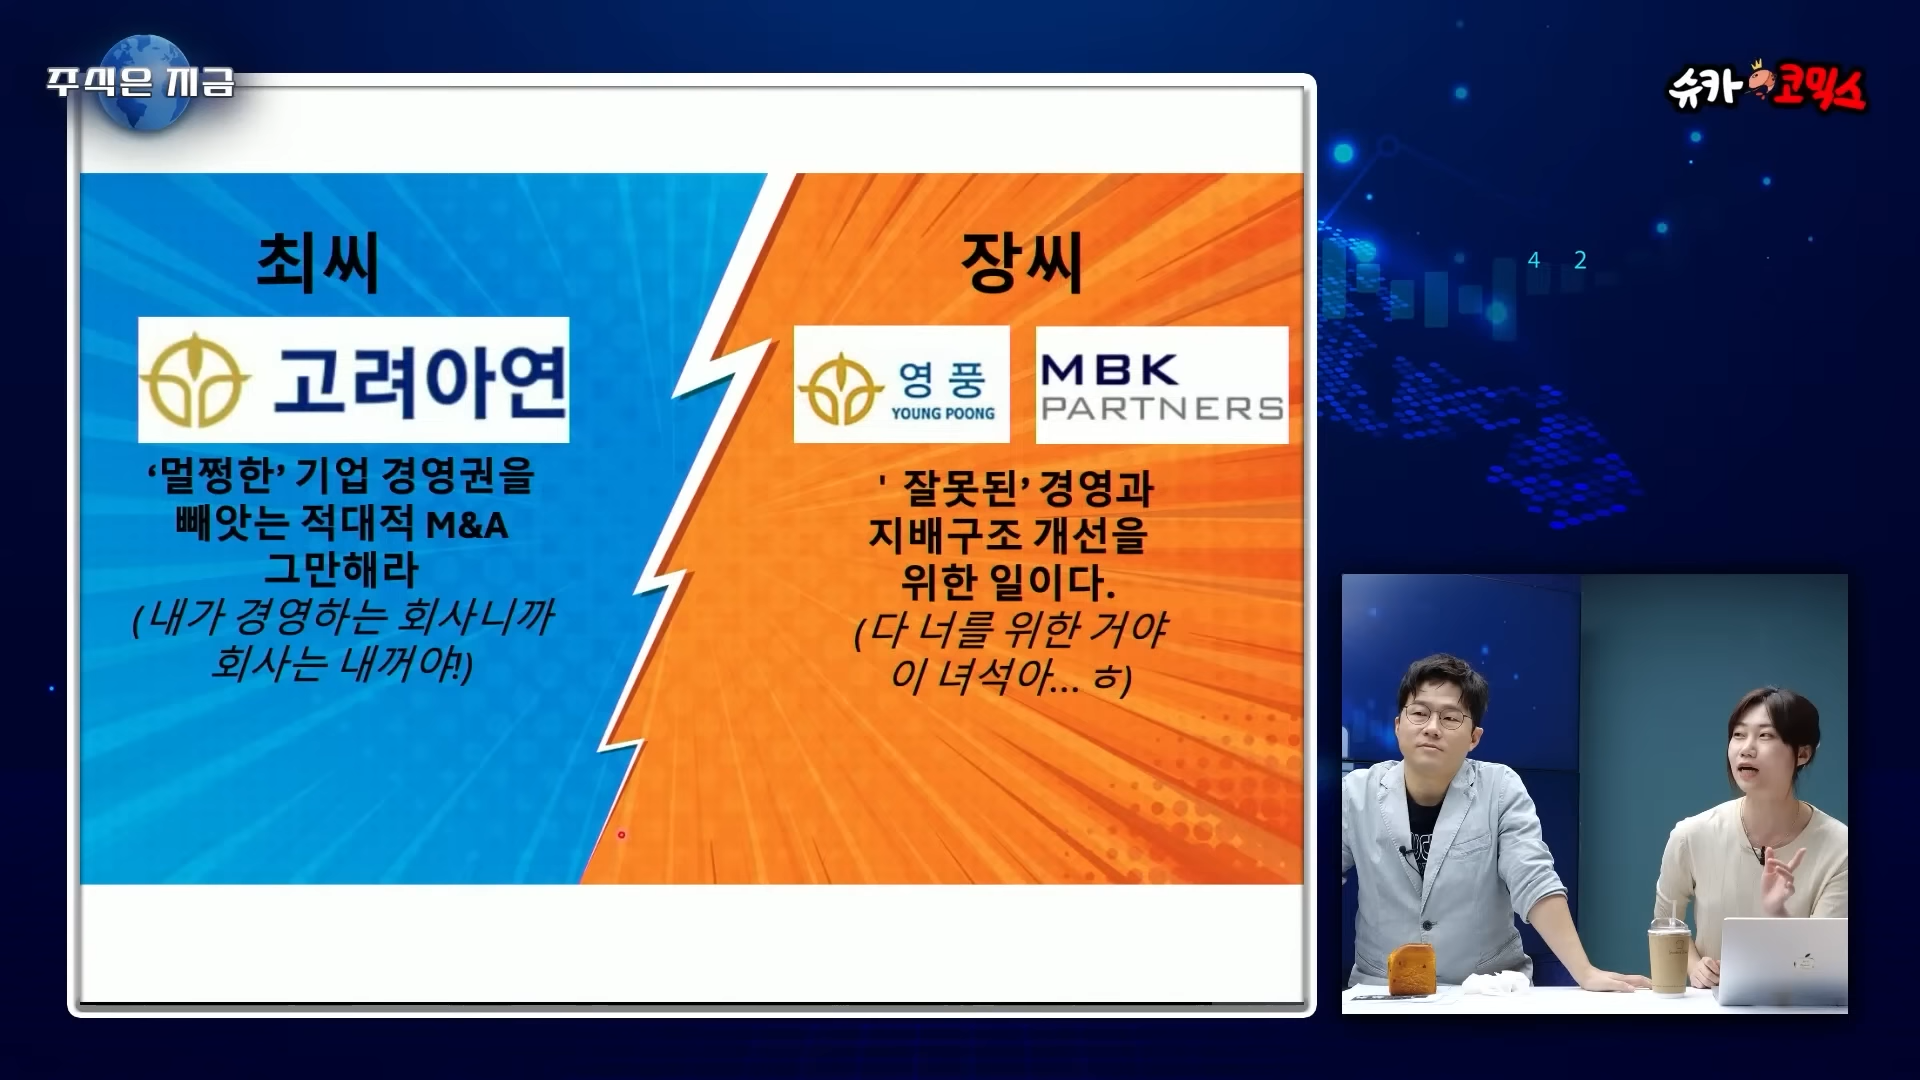 주식은 지금
슈카코믹스
최씨
고려아연
‘멀쩡한’ 기업 경영권을
빼앗는 적대적 M&A
그만해라
(내가 경영하는 회사니까
회사는 내꺼야!)
장씨
영풍
YOUNG POONG
MBK
PARTNERS
' 잘못된’ 경영과
지배구조 개선을
위한 일이다.
(다 너를 위한 거야
이 녀석아... ㅎ)
4 2